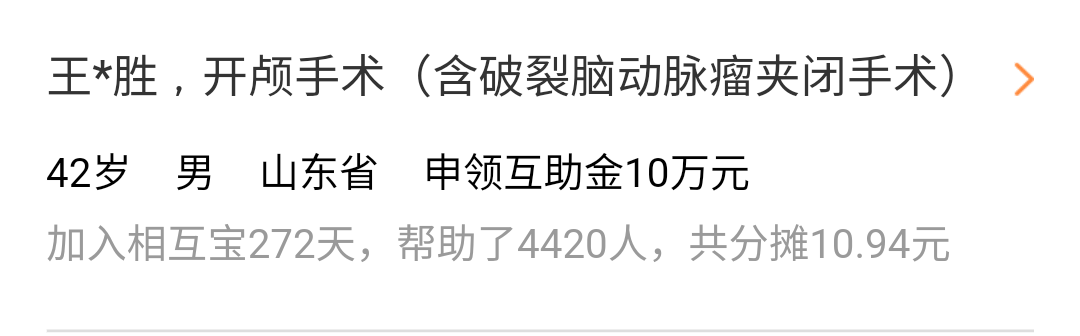 王*胜，开颅手术（含破裂脑动脉瘤夹闭手术）
42岁 男 山东省 申领互助金10万元
加入相互宝272天，帮助了4420人，共分摊10.94元